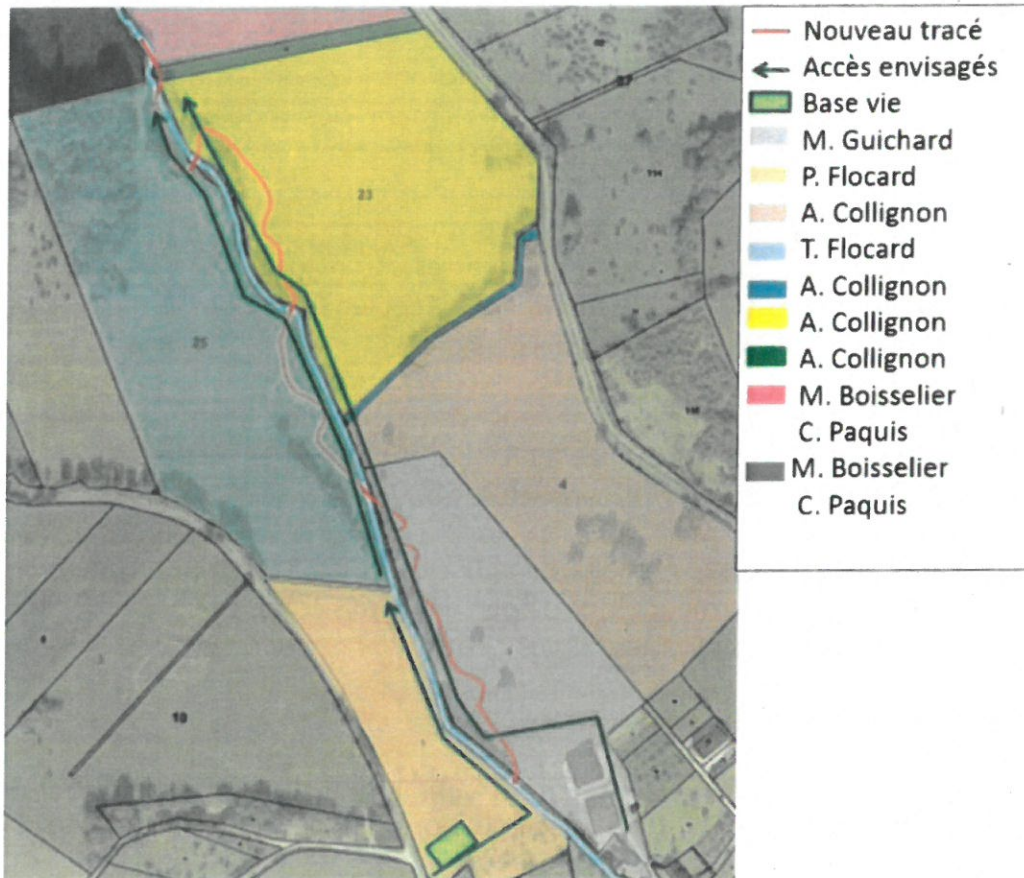 Nouveau tracé
Accès envisagés
Base vie
M. Guichard
P. Flocard
A. Collignon
T. Flocard
A. Collignon
A. Collignon
A. Collignon
M. Boisselier
C. Paquis
M. Boisselier
C. Paquis
23
114
25
4
10